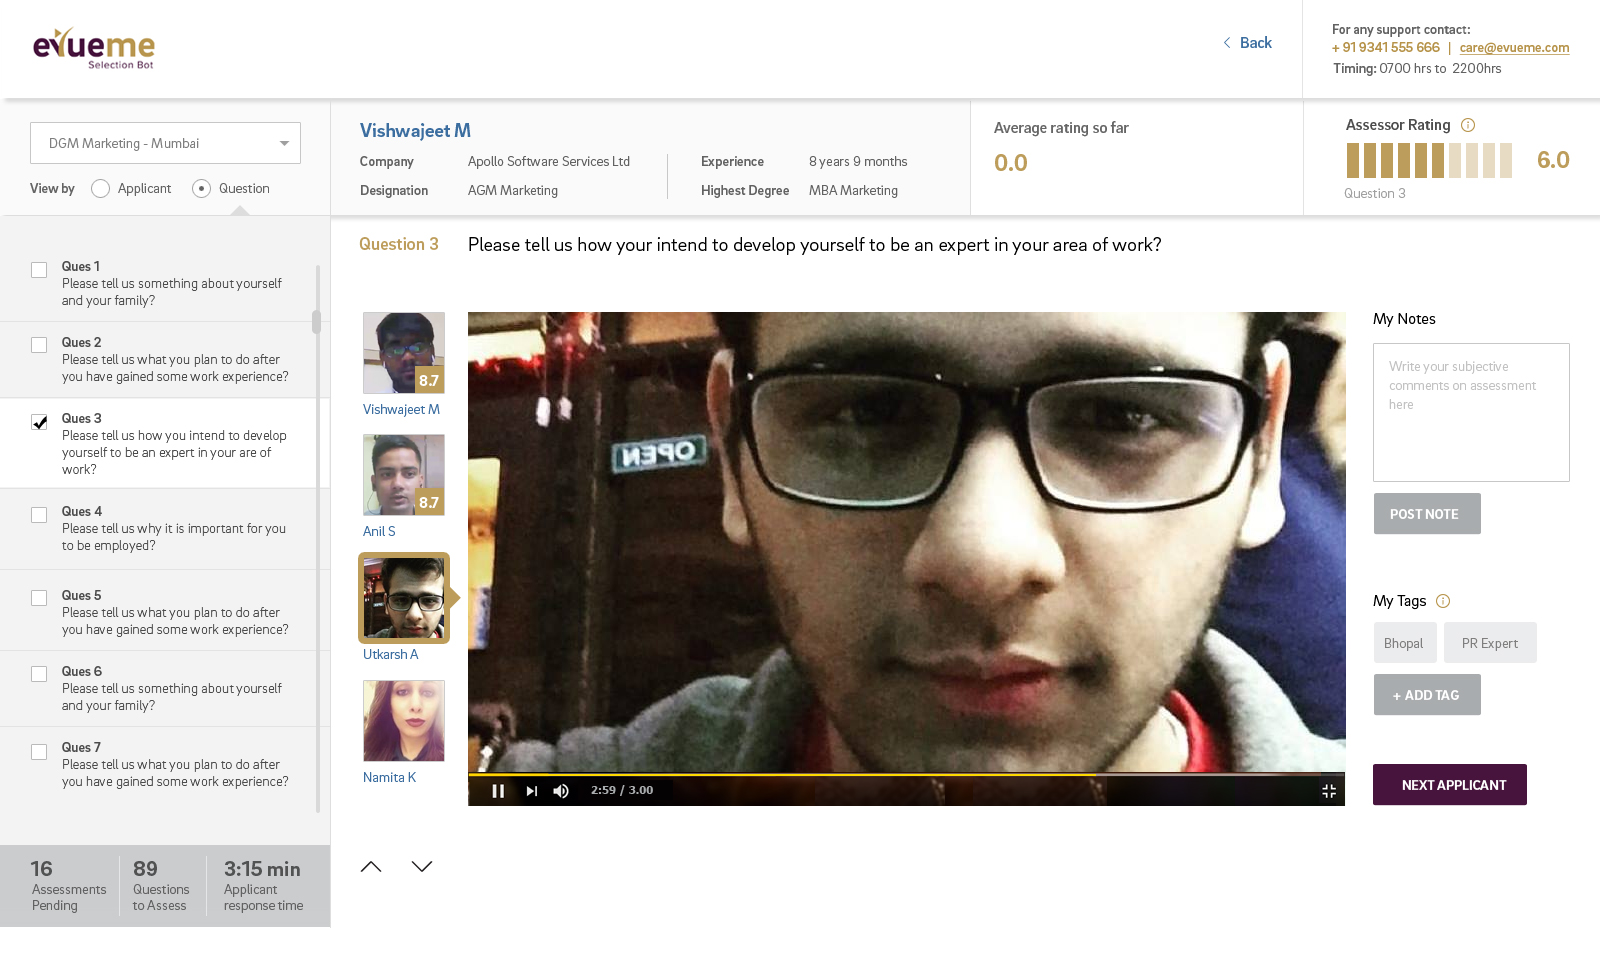 evueme
Selection Bot
Back
For any support contact:
+ 91 9341 555 666 | care@evueme.com
Timing: 0700 hrs to 2200hrs
DGM Marketing - Mumbai
View by Applicant Question
Vishwajeet M
Company Apollo Software Services Ltd Experience 8 years 9 months
Designation AGM Marketing Highest Degree MBA Marketing
Average rating so far
0.0
Assessor Rating
6.0
Question 3
Ques 1
Please tell us something about yourself
and your family?
Ques 2
Please tell us what you plan to do after
you have gained some work experience?
Ques 3
Please tell us how you intend to develop
yourself to be an expert in your are of
work?
Ques 4
Please tell us why it is important for you
to be employed?
Ques 5
Please tell us what you plan to do after
you have gained some work experience?
Ques 6
Please tell us something about yourself
and your family?
Ques 7
Please tell us what you plan to do after
you have gained some work experience?
16
Assessments
Pending
89
Questions
to Assess
3:15 min
Applicant
response time
Question 3 Please tell us how your intend to develop yourself to be an expert in your area of work?
8.7
Vishwajeet M
8.7
Anil S
Utkarsh A
Namita K
OPEN
2:59 / 3.00
My Notes
Write your subjective
comments on assessment
here
POST NOTE
My Tags
Bhopal PR Expert
+ ADD TAG
NEXT APPLICANT